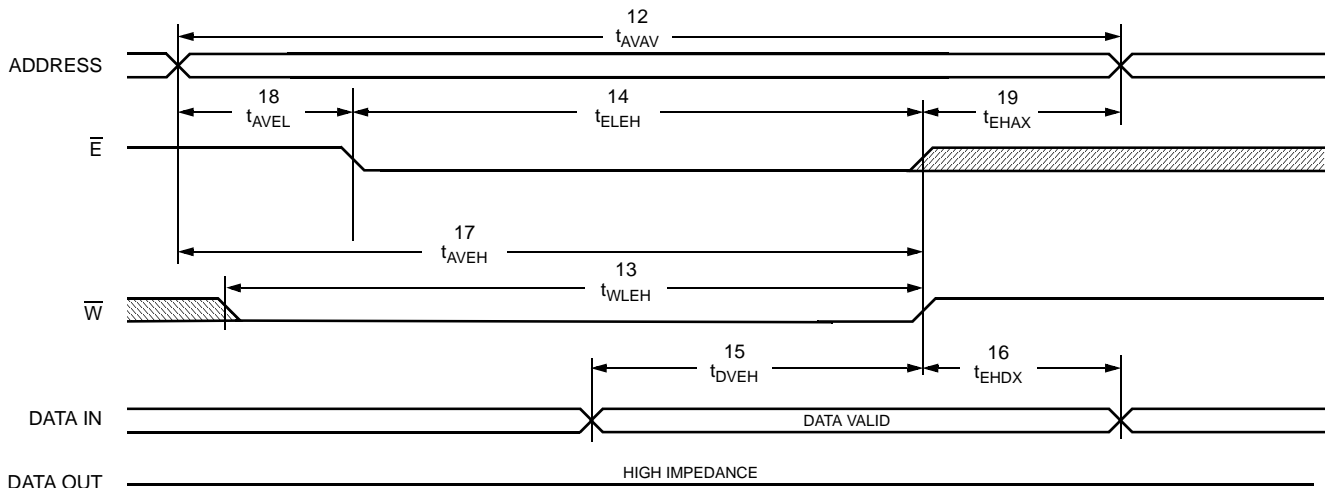 12
tAVAV
ADDRESS
18
tAVEL
14
tELEH
19
tEHAX
E
17
tAVEH
13
tWLEH
W
15
tDVEH
16
tEHDX
DATA IN
DATA VALID
DATA OUT
HIGH IMPEDANCE